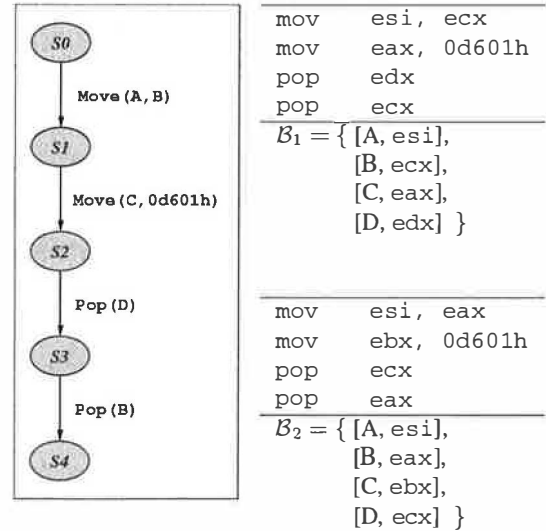 S0
Move(A,B)
S1
Move(C,0d601h)
S2
Pop(D)
S3
Pop(B)
S4
mov esi, ecx
mov eax, 0d601h
pop edx
pop ecx
B₁ = { [A, esi],
[B, ecx],
[C, eax],
[D, edx] }
mov esi, eax
mov ebx, 0d601h
pop ecx
pop eax
B₂ = { [A, esi],
[B, eax],
[C, ebx],
[D, ecx] }